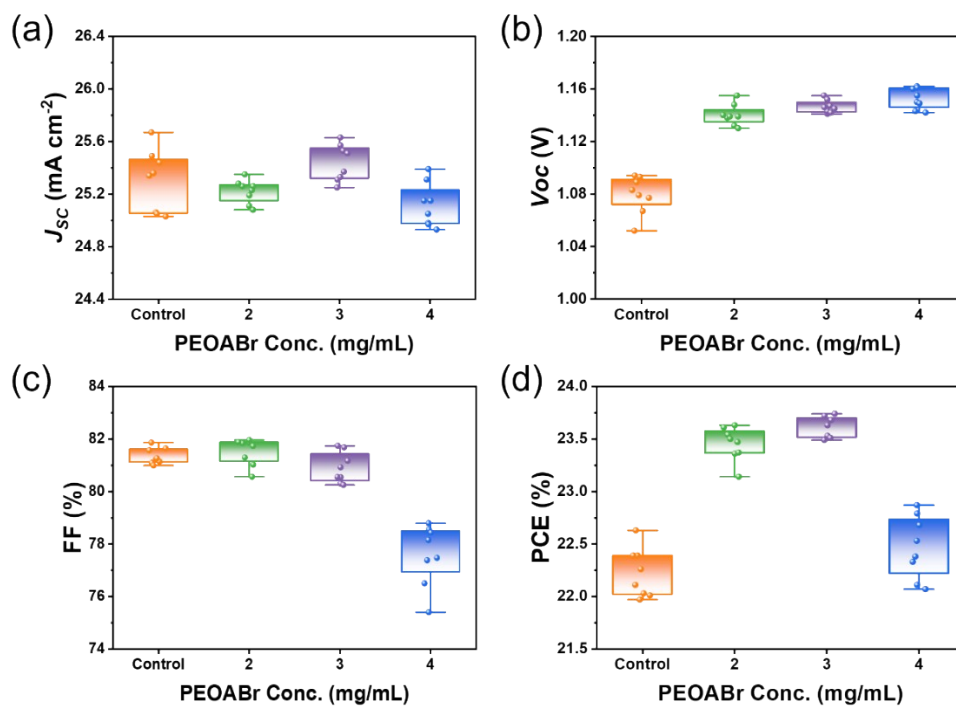 (a)
J_SC (mA cm⁻²)
26.4
26.0
25.6
25.2
24.8
24.4
Control 2 3 4
PEOABr Conc. (mg/mL)
(b)
Voc (V)
1.20
1.16
1.12
1.08
1.04
1.00
Control 2 3 4
PEOABr Conc. (mg/mL)
(c)
FF (%)
84
82
80
78
76
74
Control 2 3 4
PEOABr Conc. (mg/mL)
(d)
PCE (%)
24.0
23.5
23.0
22.5
22.0
21.5
Control 2 3 4
PEOABr Conc. (mg/mL)